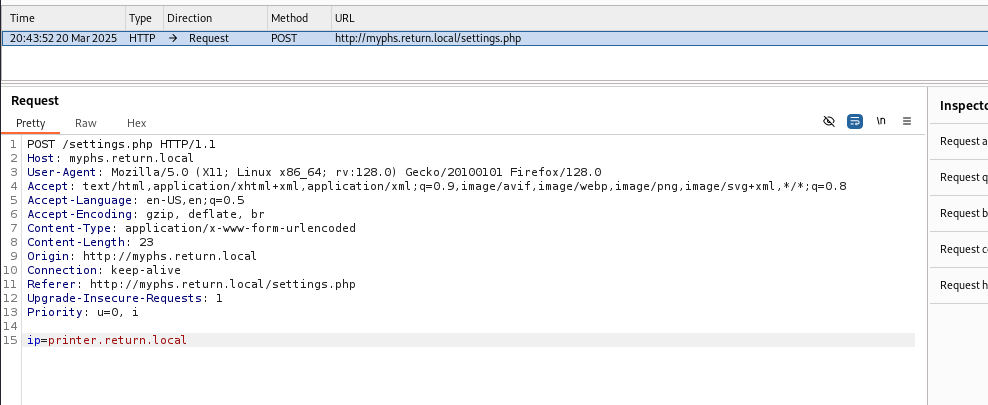 Time Type Direction Method URL
20:43:52 20 Mar 2025 HTTP → Request POST http://myphs.return.local/settings.php
Request
Inspecto
Pretty Raw Hex \n
Request a
Request q
Request b
Request c
Request h
1 POST /settings.php HTTP/1.1
2 Host: myphs.return.local
3 User-Agent: Mozilla/5.0 (X11; Linux x86_64; rv:128.0) Gecko/20100101 Firefox/128.0
4 Accept: text/html,application/xhtml+xml,application/xml;q=0.9,image/avif,image/webp,image/png,image/svg+xml,*/*;q=0.8
5 Accept-Language: en-US,en;q=0.5
6 Accept-Encoding: gzip, deflate, br
7 Content-Type: application/x-www-form-urlencoded
8 Content-Length: 23
9 Origin: http://myphs.return.local
10 Connection: keep-alive
11 Referer: http://myphs.return.local/settings.php
12 Upgrade-Insecure-Requests: 1
13 Priority: u=0, i
14
15 ip=printer.return.local